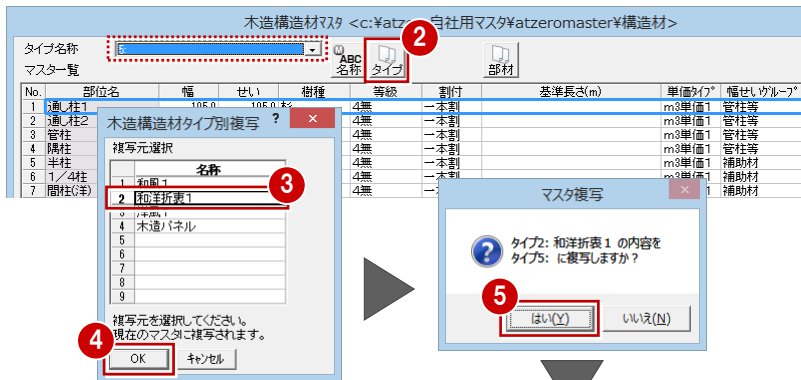 木造構造材マスタ <c:¥atzero自社用マスタ¥atzeromaster¥構造材>
タイプ名称 5:
2
マスター覧
ABC
名称 タイプ 部材
No. 部位名 幅 せい 樹種 等級 割付 基準長さ(m) 単価タイプ 幅せいグループ
1 通し柱1 105.0 105.0 杉 4無 一本割 m3単価1 管柱等
2 通し柱2 4無 一本割 m3単価1 管柱等
3 管柱 4無 一本割 m3単価1 管柱等
4 隅柱 4無 一本割 m3単価1 管柱等
5 半柱 4無 一本割 m3単価1 補助材
6 1/4柱 4無 一本割 m3単価1 補助材
7 間柱(洋) 4無 補助材
木造構造材タイプ別複写 ? ×
複写元選択
名称
1 和風1
2 和洋折衷1
3 洋風1
4 木造パネル
5
6
7
8
9
3
複写元を選択してください。
現在のマスタに複写されます。
4
OK キャンセル
マスタ複写 ×
タイプ2: 和洋折衷1 の内容を
タイプ5: に複写しますか?
5
はい(Y) いいえ(N)